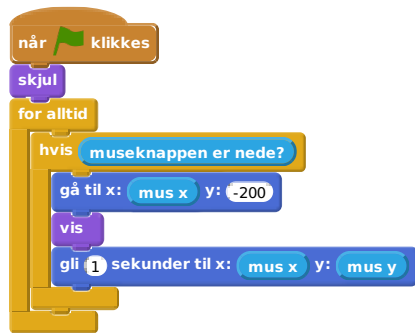 når klikkes
skjul
for alltid
hvis museknappen er nede?
gå til x: mus x y: -200
vis
gli 1 sekunder til x: mus x y: mus y